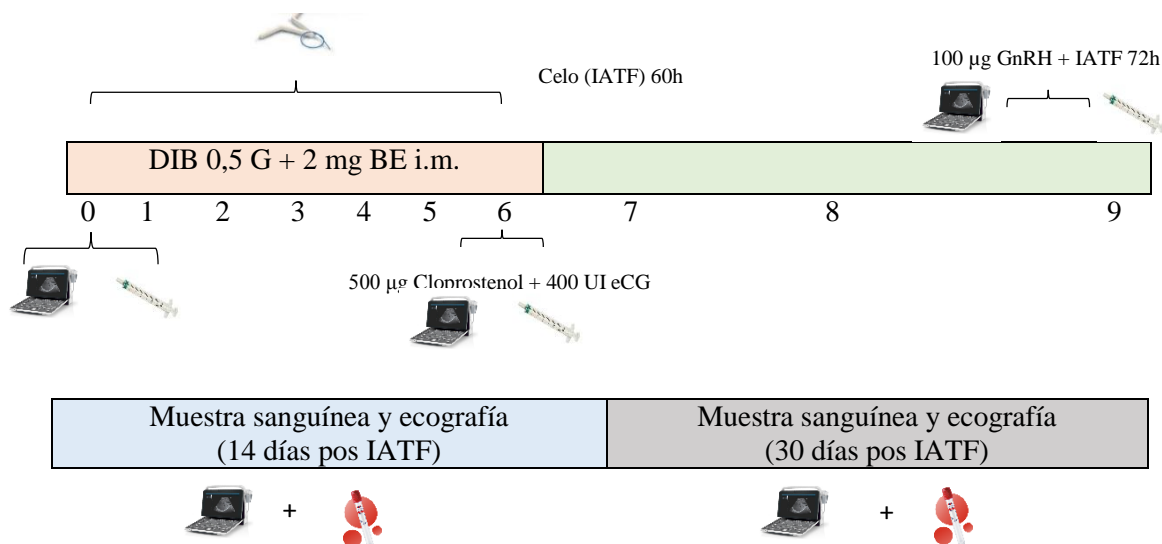 Celo (IATF) 60h
100 µg GnRH + IATF 72h
DIB 0,5 G + 2 mg BE i.m.
0 1 2 3 4 5 6 7 8 9
500 µg Cloprostenol + 400 UI eCG
Muestra sanguínea y ecografía
(14 días pos IATF)
Muestra sanguínea y ecografía
(30 días pos IATF)
+
+